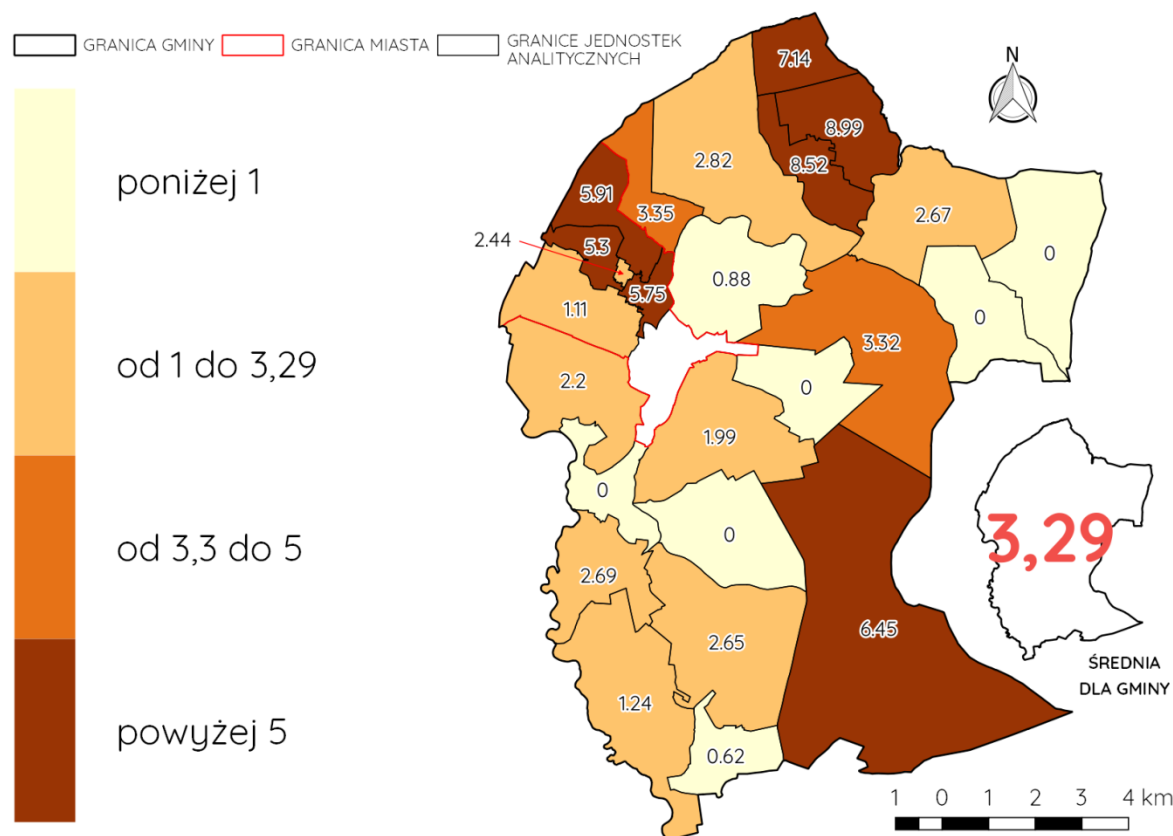 GRANICA GMINY
GRANICA MIASTA
GRANICE JEDNOSTEK
ANALITYCZNYCH
N
7.14
8.99
2.82
8.52
5.91
3.35
2.67
2.44
5.3
0
0.88
5.75
1.11
0
3.32
2.2
0
1.99
0
0
2.69
6.45
2.65
1.24
0.62
poniżej 1
od 1 do 3,29
od 3,3 do 5
powyżej 5
3,29
ŚREDNIA
DLA GMINY
1 0 1 2 3 4 km